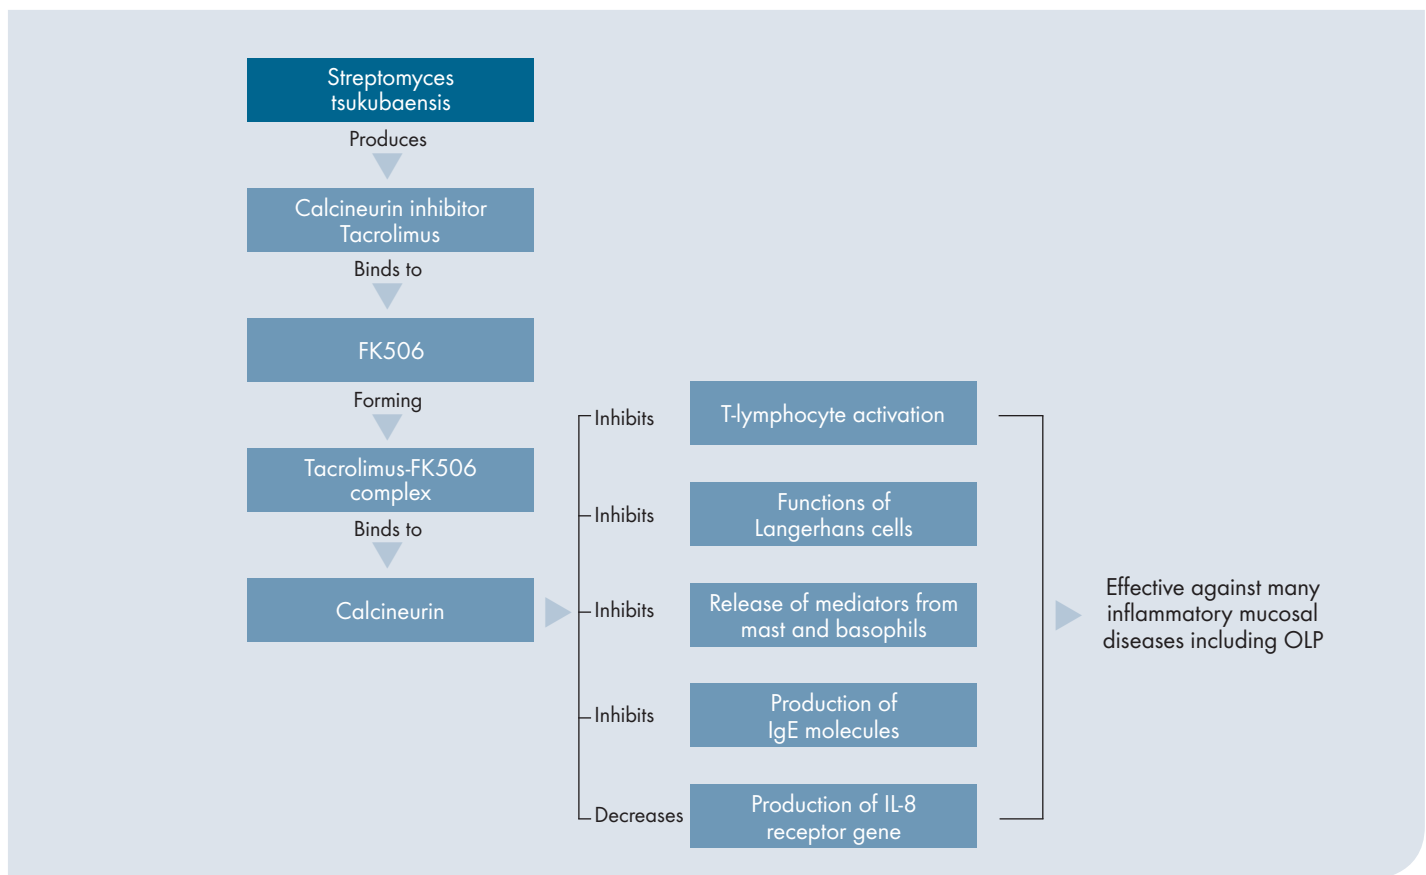 Streptomyces
tsukubaensis
Produces
Calcineurin inhibitor
Tacrolimus
Binds to
FK506
Forming
Tacrolimus-FK506
complex
Binds to
Calcineurin
Inhibits
T-lymphocyte activation
Inhibits
Functions of
Langerhans cells
Inhibits
Release of mediators from
mast and basophils
Inhibits
Production of
IgE molecules
Decreases
Production of IL-8
receptor gene
Effective against many
inflammatory mucosal
diseases including OLP